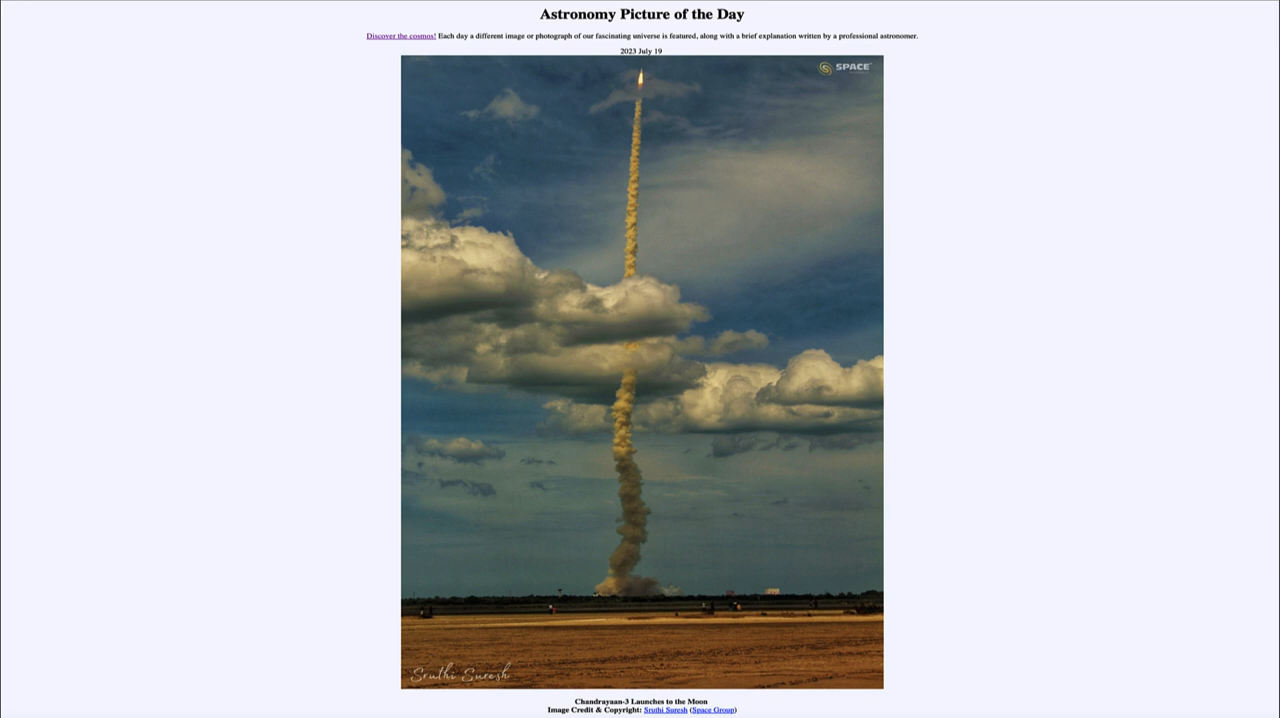 Astronomy Picture of the Day
Discover the cosmos! Each day a different image or photograph of our fascinating universe is featured, along with a brief explanation written by a professional astronomer.
2023 July 19
SPACE
Sruthi Suresh
Chandrayaan-3 Launches to the Moon
Image Credit & Copyright: Sruthi Suresh (Space Group)